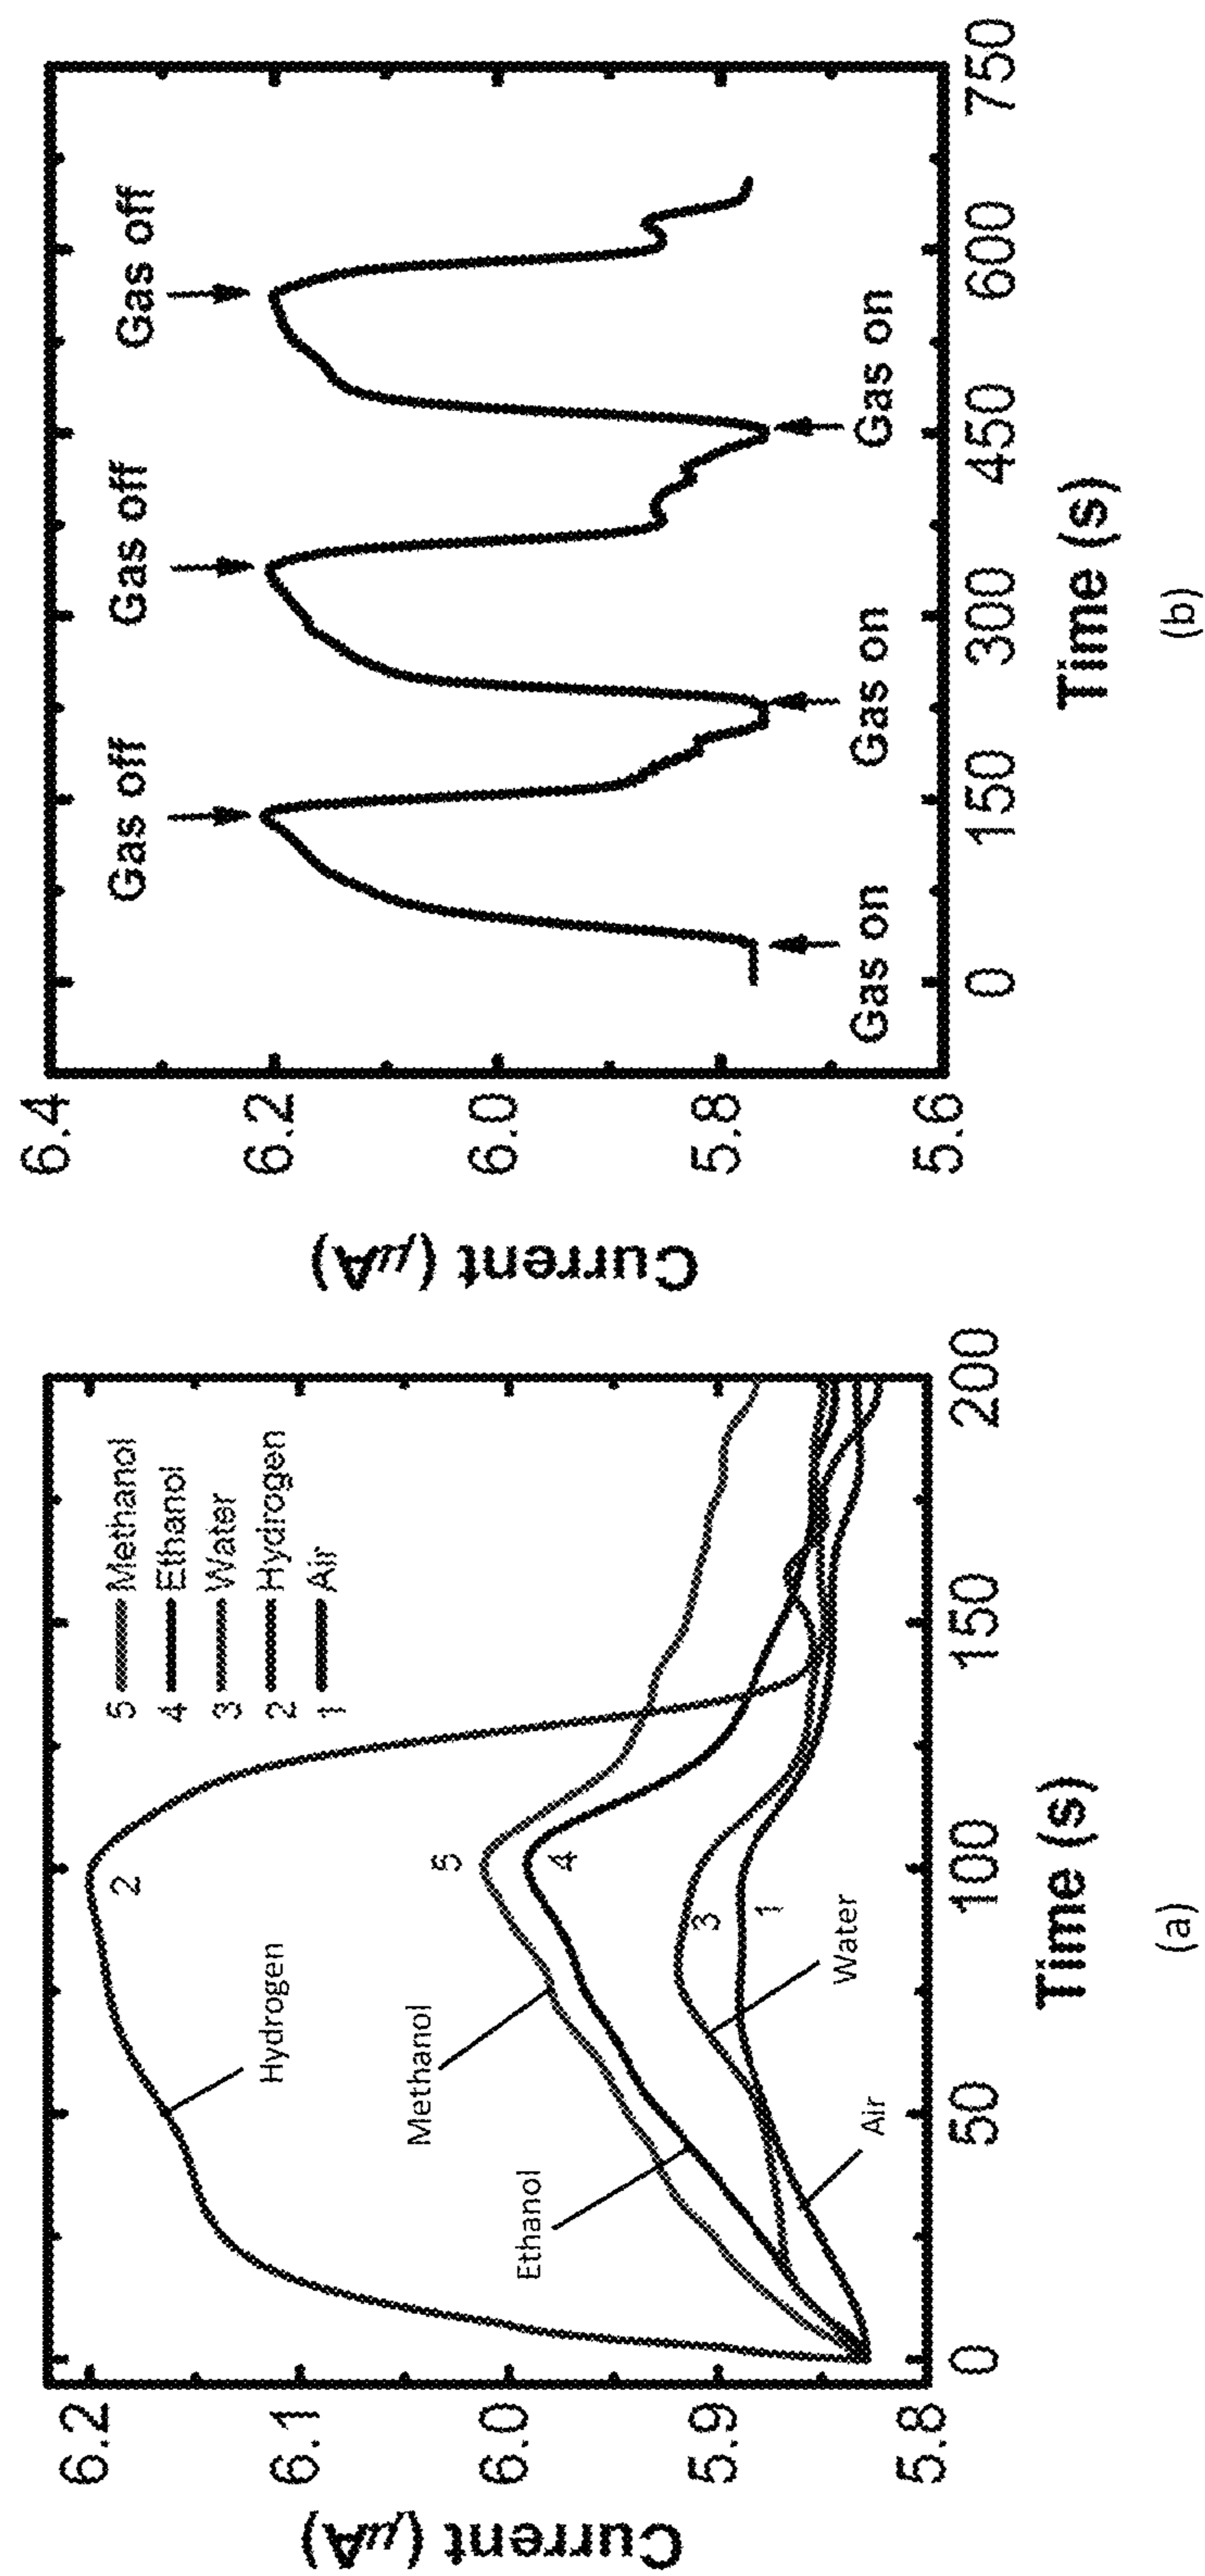 Current (μA)
6.2
6.1
6.0
5.9
5.8
0
50
100
150
200
Time (s)
(a)
5 Methanol
4 Ethanol
3 Water
2 Hydrogen
1 Air
2
Hydrogen
5
Methanol
4
Ethanol
3
1
Water
Air
Current (μA)
6.4
6.2
6.0
5.8
5.6
0
150
300
450
600
750
Time (s)
(b)
Gas off
Gas off
Gas off
Gas on
Gas on
Gas on